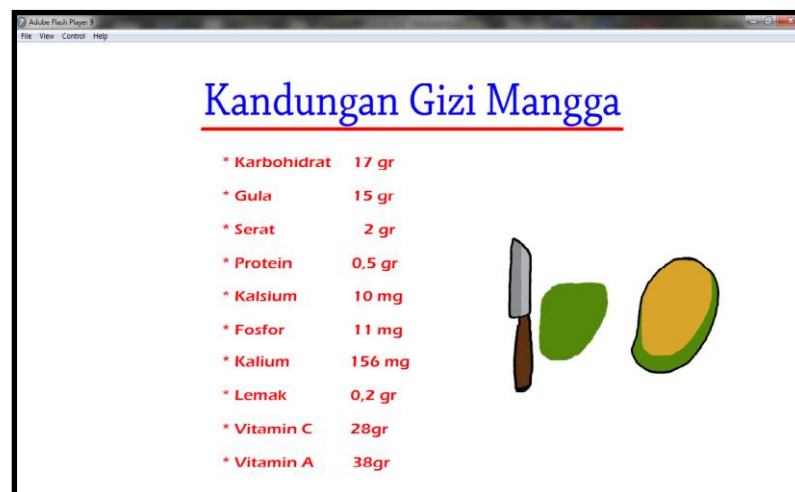 Adobe Flash Player 9
File View Control Help
Kandungan Gizi Mangga
* Karbohidrat 17 gr
* Gula 15 gr
* Serat 2 gr
* Protein 0,5 gr
* Kalsium 10 mg
* Fosfor 11 mg
* Kalium 156 mg
* Lemak 0,2 gr
* Vitamin C 28gr
* Vitamin A 38gr